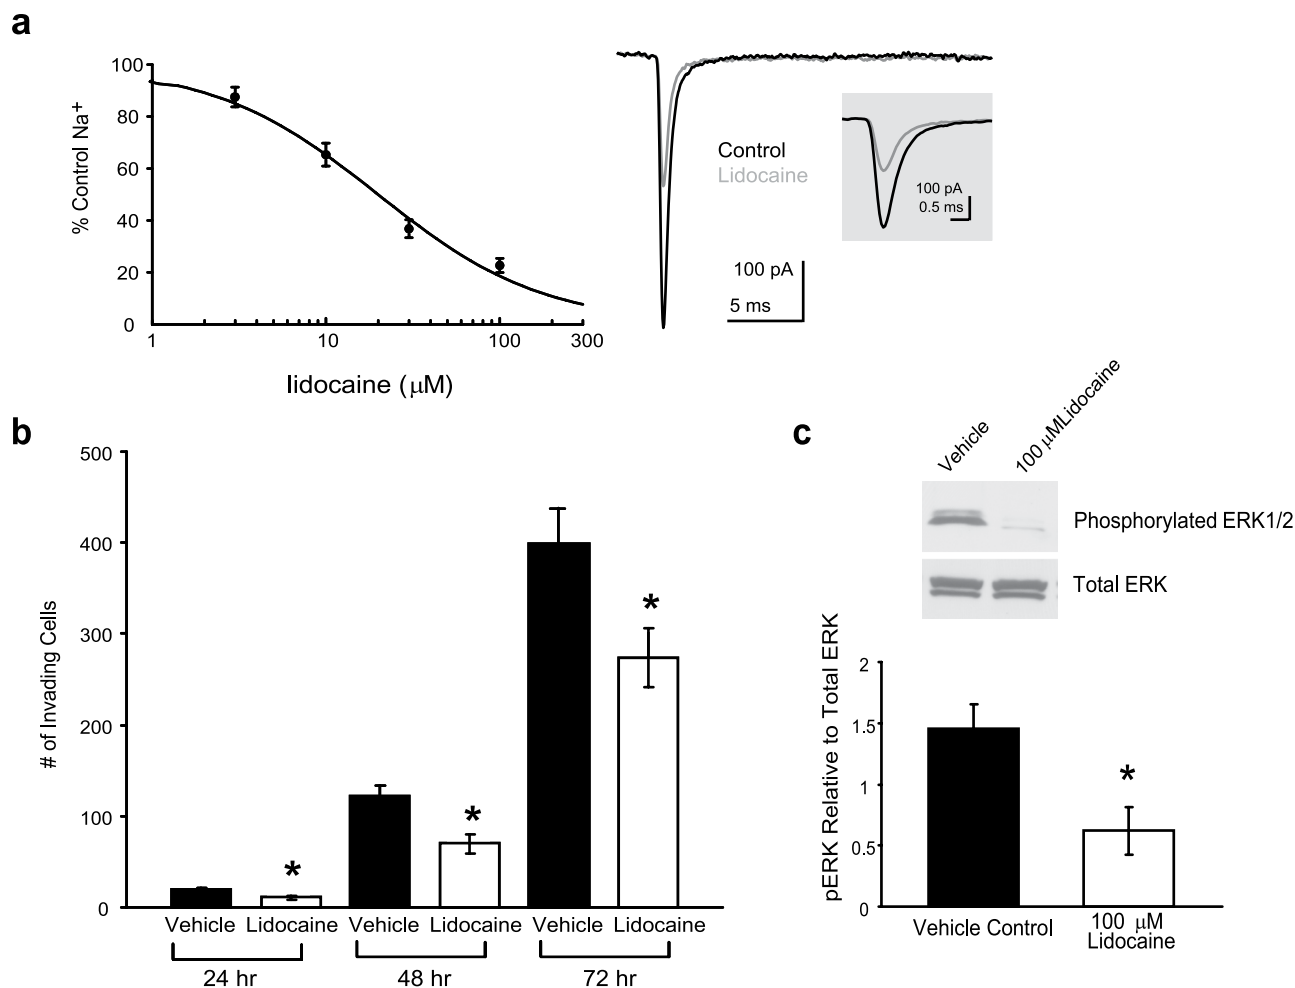 a
100
80
60
40
20
0
% Control Na+
1
10
100
300
lidocaine (μM)
Control
Lidocaine
100 pA
5 ms
100 pA
0.5 ms
b
500
400
300
200
100
0
# of Invading Cells
*
*
*
Vehicle Lidocaine Vehicle Lidocaine Vehicle Lidocaine
24 hr
48 hr
72 hr
c
Vehicle
100 μMLidocaine
Phosphorylated ERK1/2
Total ERK
pERK Relative to Total ERK
2
1.5
1
0.5
0
*
Vehicle Control
100 μM
Lidocaine